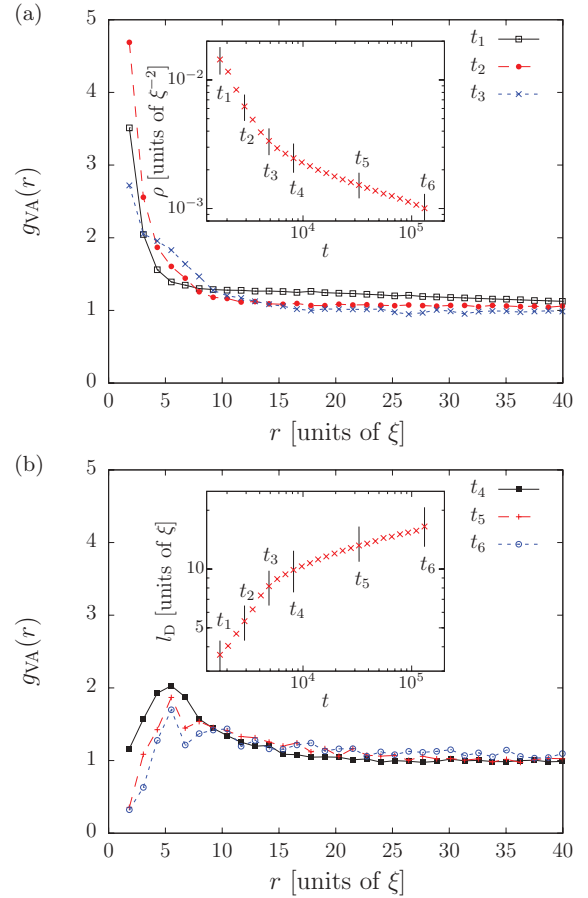 (a)
5
4
3
2
1
0
g_VA(r)
t_1
t_2
t_3
10^{-2}
10^{-3}
ρ [units of ξ^{-2}]
t_1
t_2
t_3
t_4
t_5
t_6
10^4
10^5
t
0 5 10 15 20 25 30 35 40
r [units of ξ]
(b)
5
4
3
2
1
0
g_VA(r)
t_4
t_5
t_6
10
5
l_D [units of ξ]
t_1
t_2
t_3
t_4
t_5
t_6
10^4
10^5
t
0 5 10 15 20 25 30 35 40
r [units of ξ]